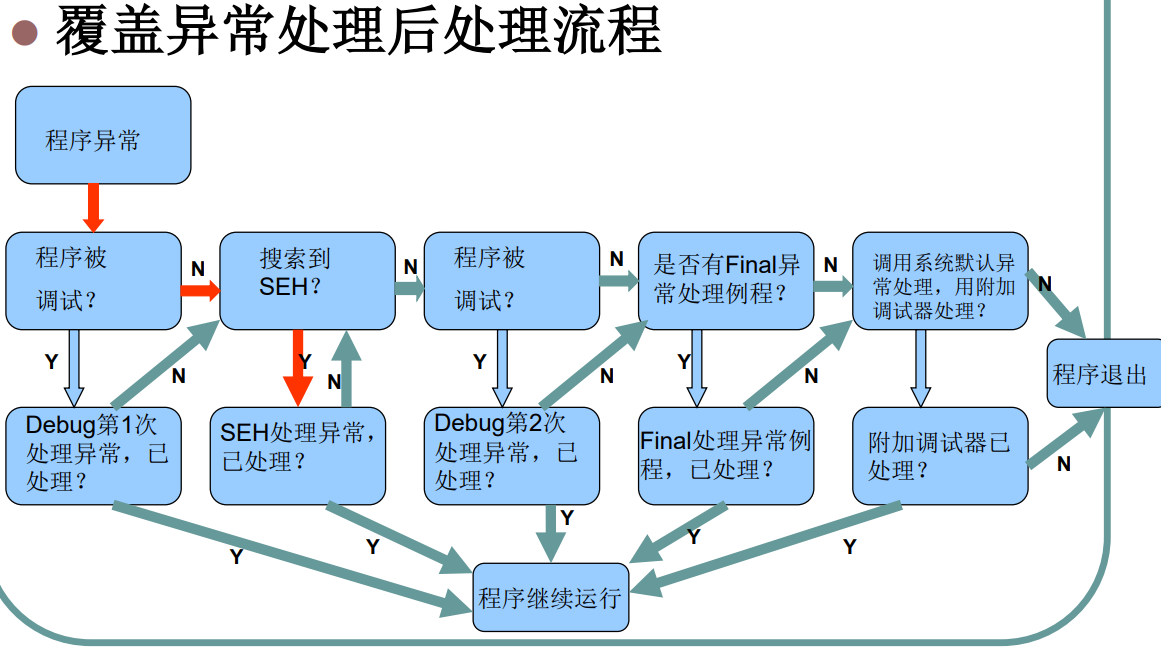 覆盖异常处理后处理流程
程序异常
程序被
调试？
N
搜索到
SEH？
N
程序被
调试？
N
是否有Final异
常处理例程？
N
调用系统默认异
常处理，用附加
调试器处理？
N
程序退出
Y
N
Y
N
Y
N
Y
N
Debug第1次
处理异常，已
处理？
SEH处理异常，
已处理？
Debug第2次
处理异常，已
处理？
Final处理异常例
程，已处理？
附加调试器已
处理？
N
Y
Y
Y
Y
Y
程序继续运行